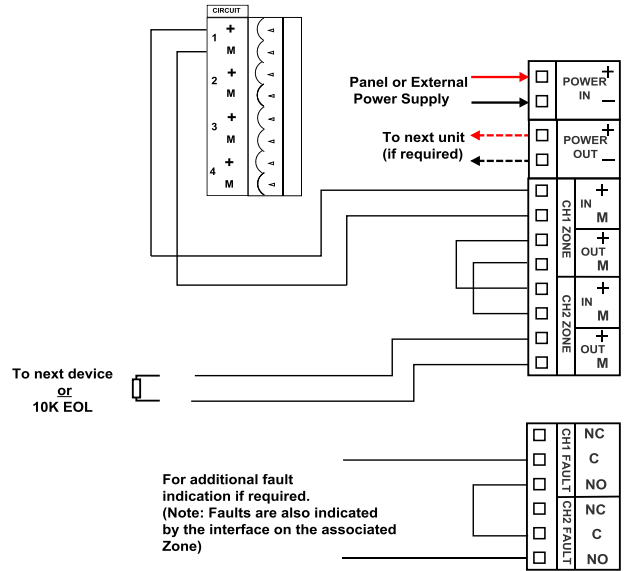 CIRCUIT
1 +
M
2 +
M
3 +
M
4 +
M
Panel or External
Power Supply
To next unit
(if required)
POWER
IN
+
−
POWER
OUT
+
−
CH1 ZONE
IN
+
M
OUT
+
M
CH2 ZONE
IN
+
M
OUT
+
M
To next device
or
10K EOL
For additional fault
indication if required.
(Note: Faults are also indicated
by the interface on the associated
Zone)
CH1 FAULT
NC
C
NO
CH2 FAULT
NC
C
NO